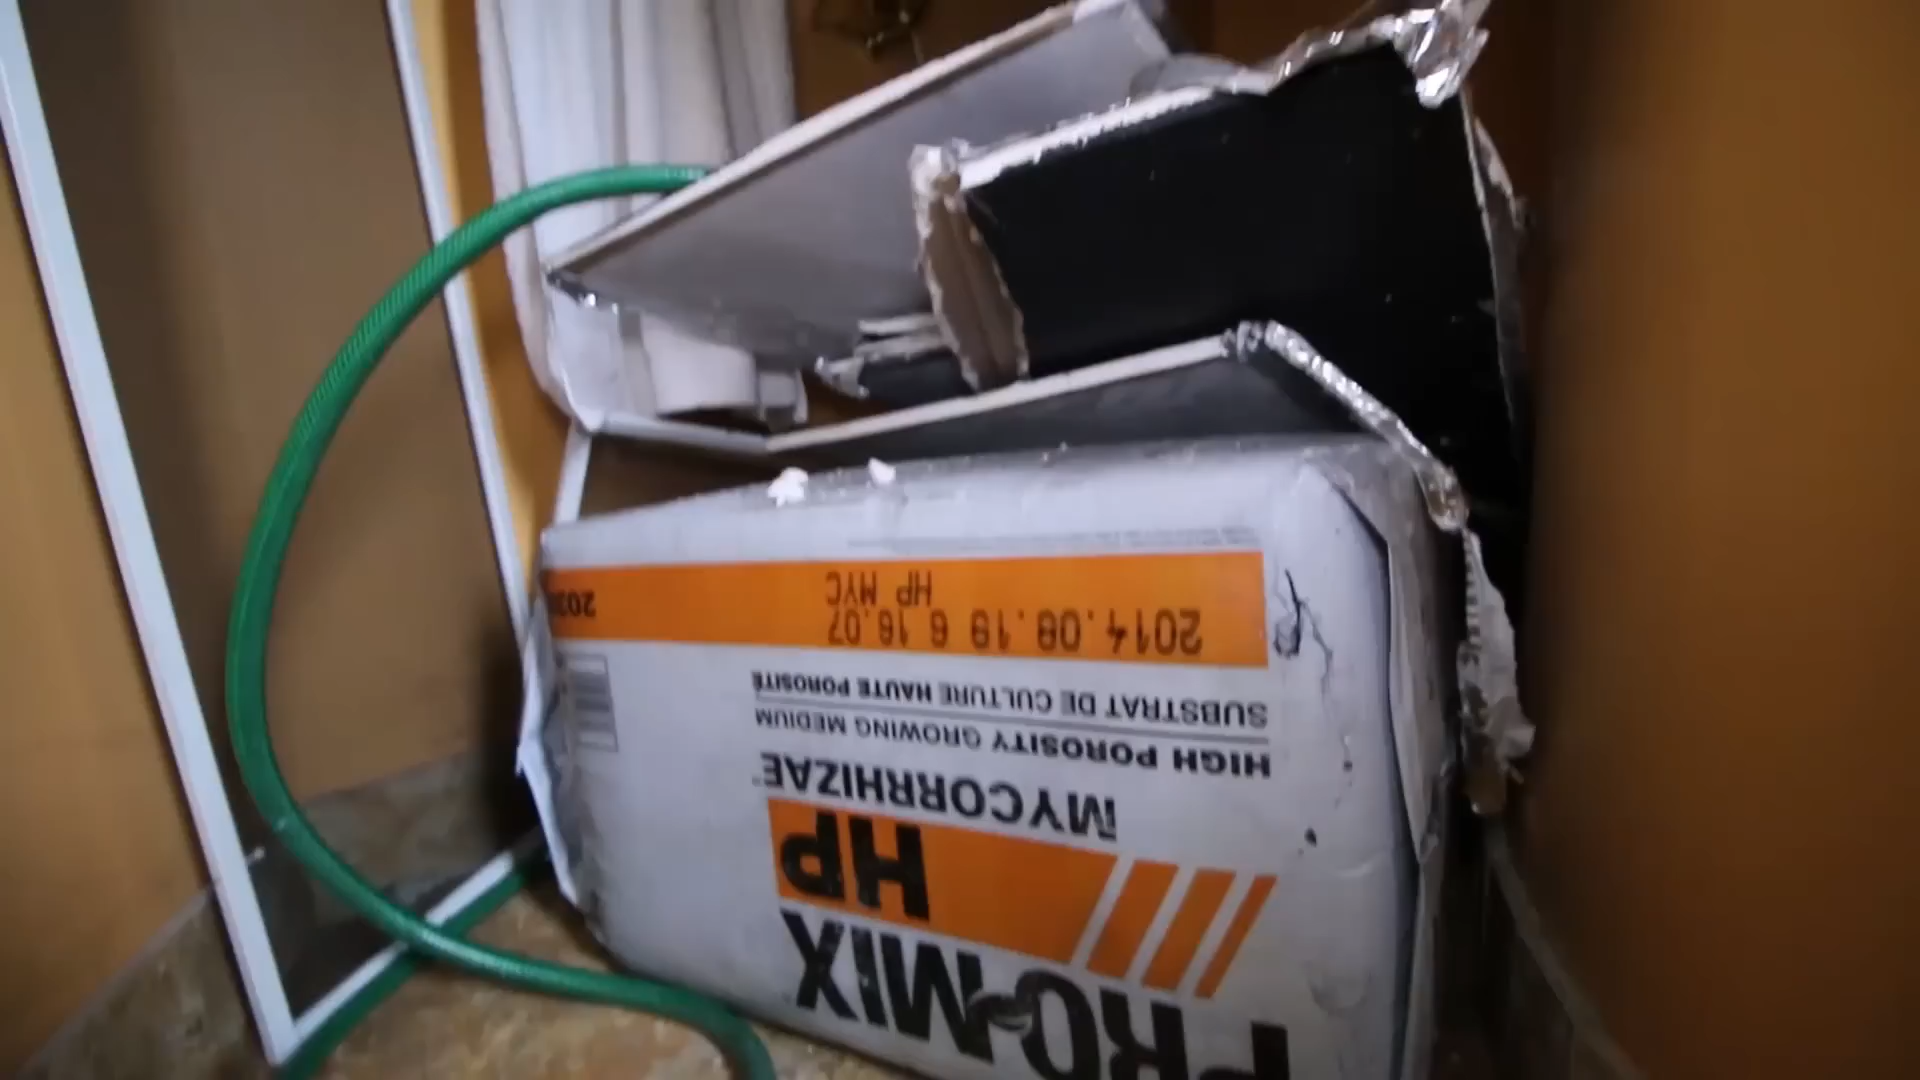 PRO-MIX
HP
MYCORRHIZAE
HIGH POROSITY GROWING MEDIUM
SUBSTRAT DE CULTURE HAUTE POROSITÉ
2014.08.19 6 16.07
HP MYC